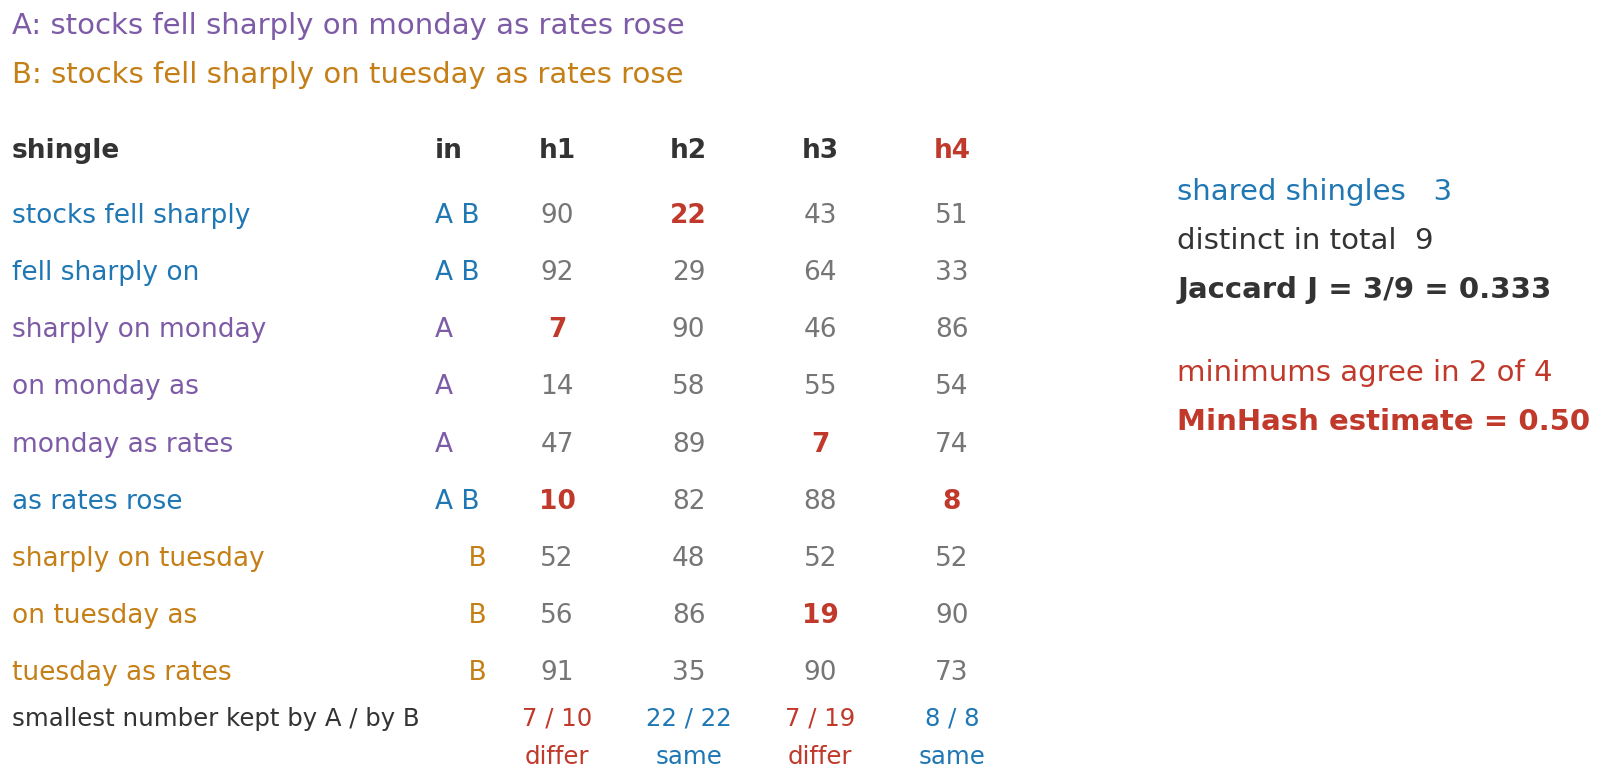 A: stocks fell sharply on monday as rates rose
B: stocks fell sharply on tuesday as rates rose
shingle in h1 h2 h3 h4
stocks fell sharply A B 90 22 43 51
fell sharply on A B 92 29 64 33
sharply on monday A 7 90 46 86
on monday as A 14 58 55 54
monday as rates A 47 89 7 74
as rates rose A B 10 82 88 8
sharply on tuesday B 52 48 52 52
on tuesday as B 56 86 19 90
tuesday as rates B 91 35 90 73
smallest number kept by A / by B 7 / 10 22 / 22 7 / 19 8 / 8
differ same differ same
shared shingles 3
distinct in total 9
Jaccard J = 3/9 = 0.333
minimums agree in 2 of 4
MinHash estimate = 0.50